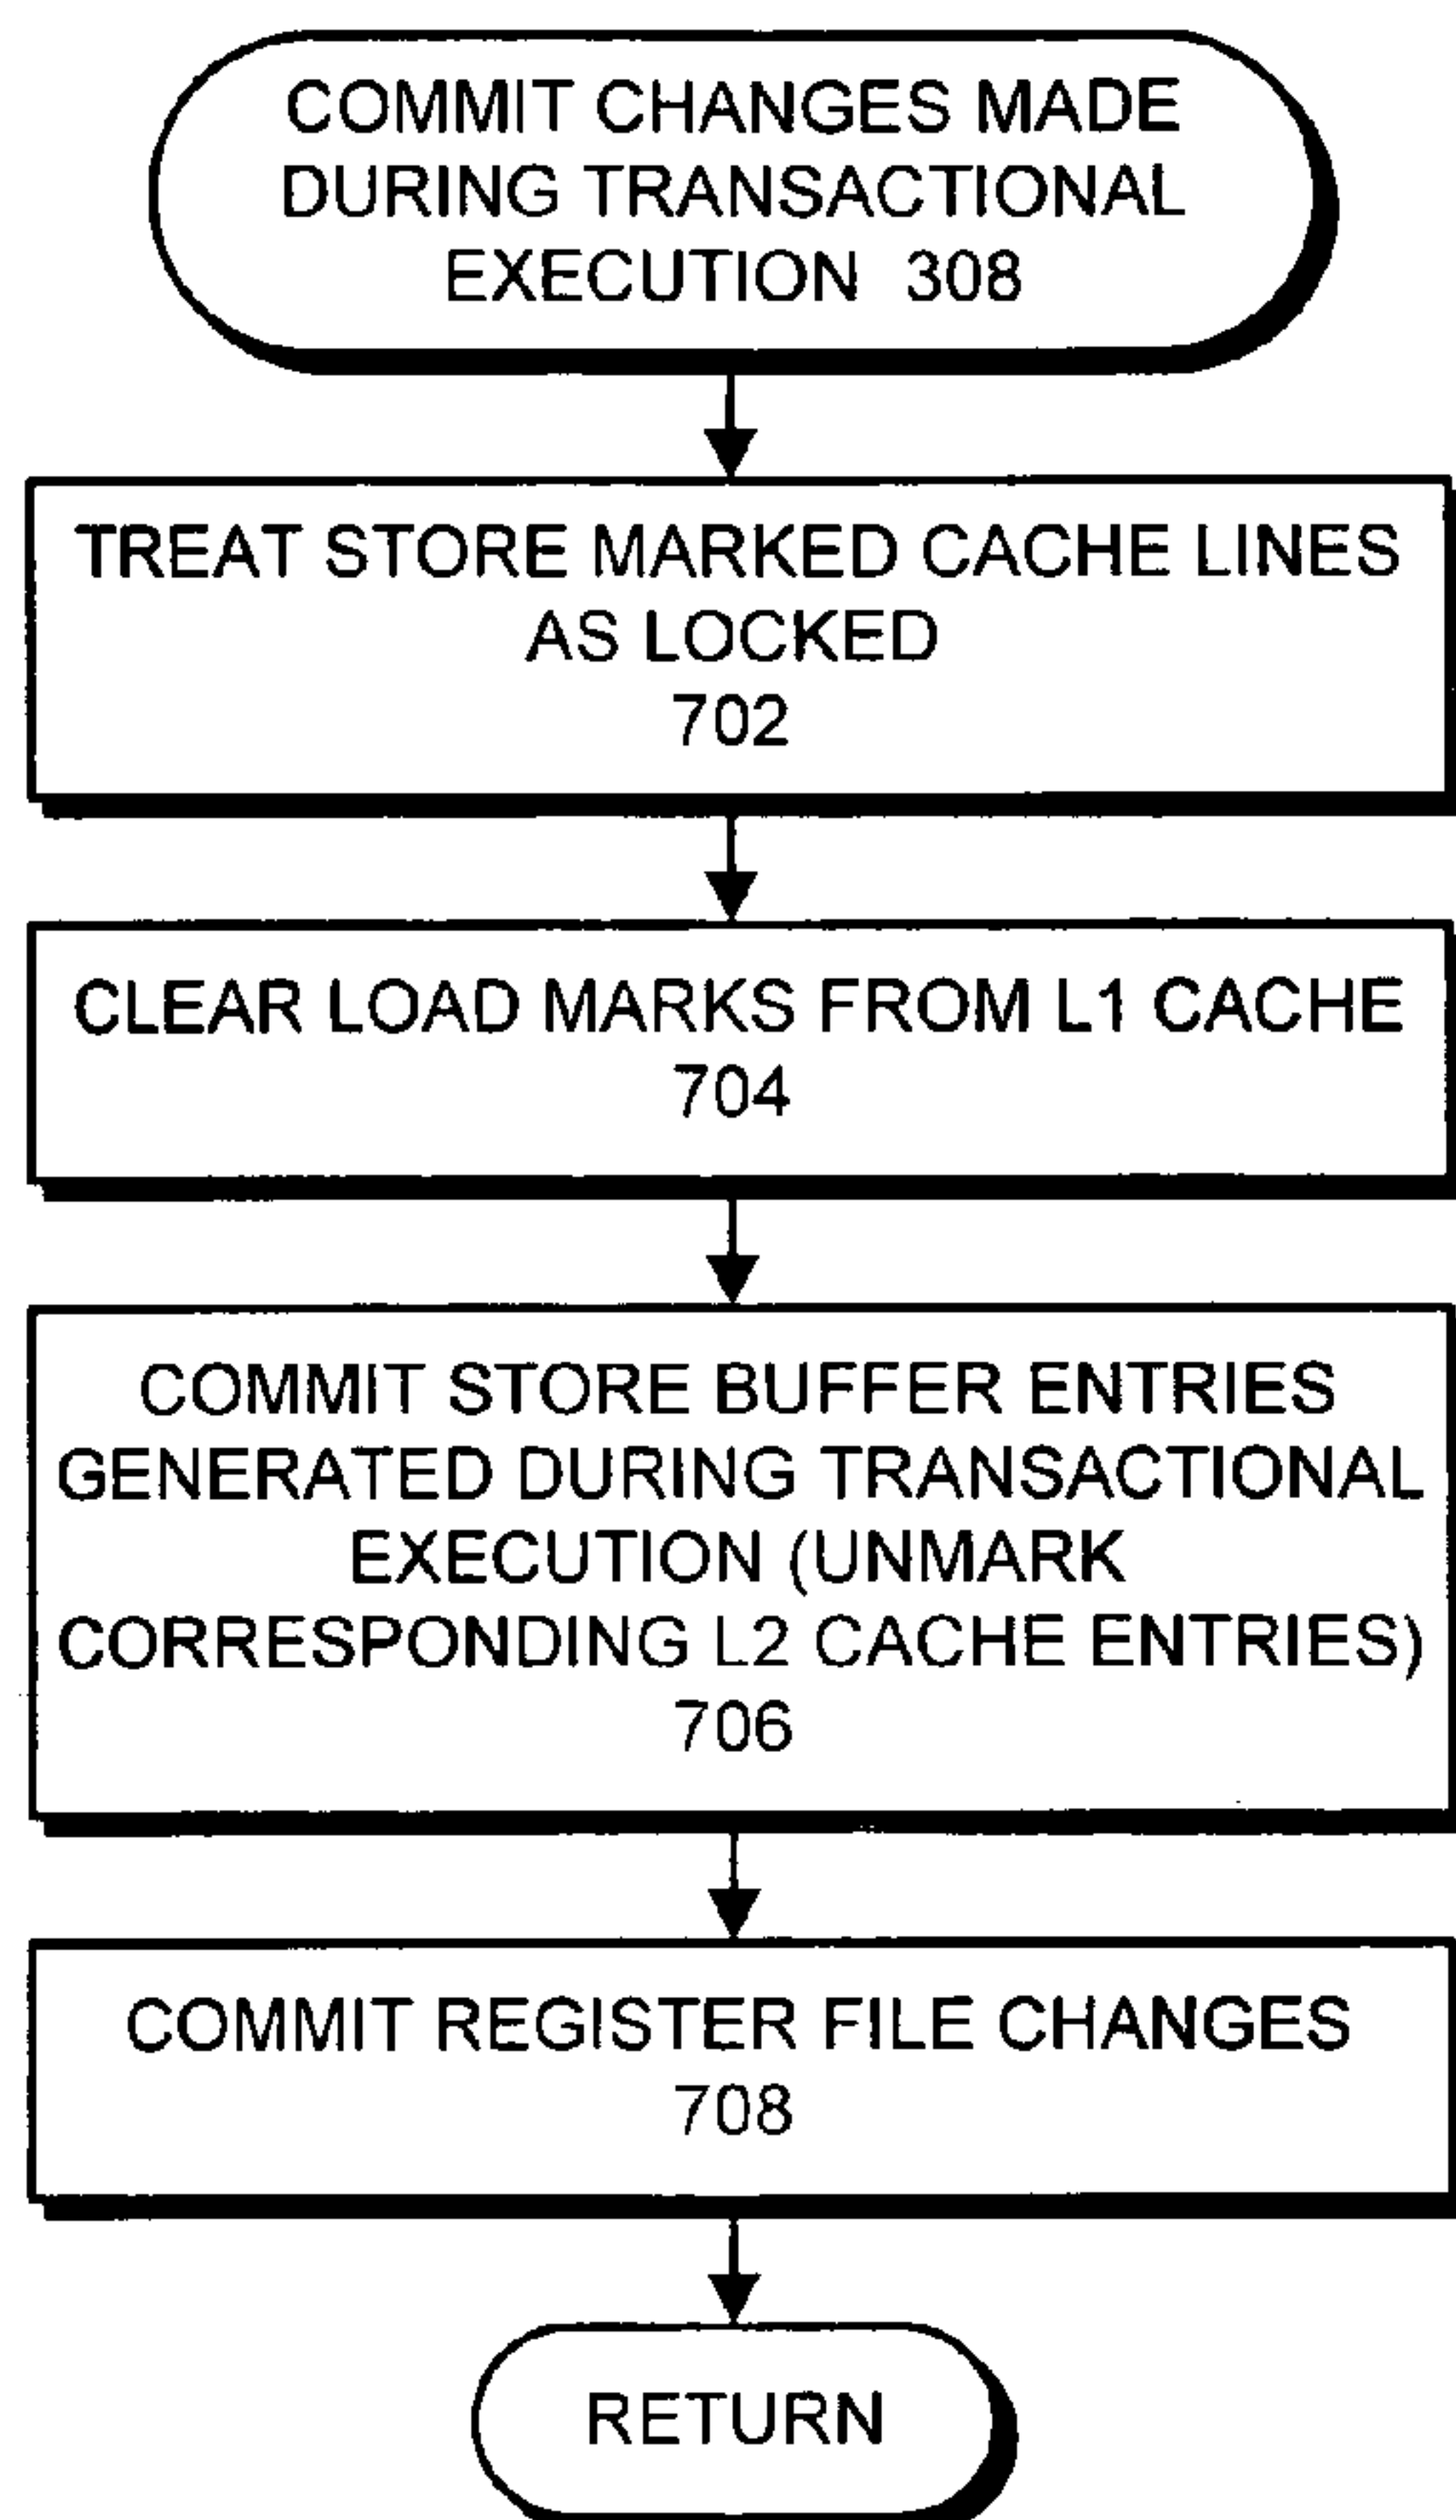 COMMIT CHANGES MADE
DURING TRANSACTIONAL
EXECUTION 308
TREAT STORE MARKED CACHE LINES
AS LOCKED
702
CLEAR LOAD MARKS FROM L1 CACHE
704
COMMIT STORE BUFFER ENTRIES
GENERATED DURING TRANSACTIONAL
EXECUTION (UNMARK
CORRESPONDING L2 CACHE ENTRIES)
706
COMMIT REGISTER FILE CHANGES
708
RETURN